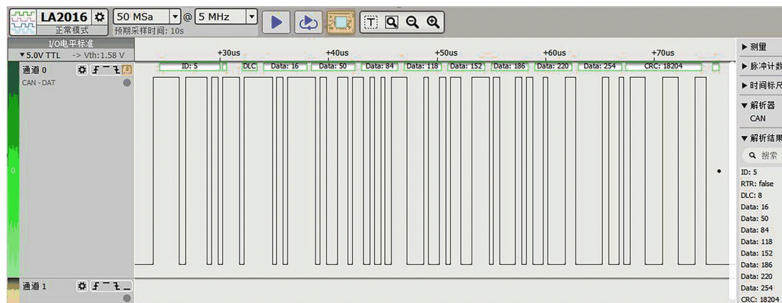 LA2016
正常模式
50 MSa @ 5 MHz
预期采样时间: 10s
I/O电平标准
5.0V TTL -> Vth:1.58 V
+30us +40us +50us +60us +70us
通道 0
CAN - DAT
ID: 5 DLC Data: 16 Data: 50 Data: 84 Data: 118 Data: 152 Data: 186 Data: 220 Data: 254 CRC: 18204
0
通道 1
测量
脉冲计数
时间标尺
解析器
CAN
解析结果
搜索
ID: 5
RTR: false
DLC: 8
Data: 16
Data: 50
Data: 84
Data: 118
Data: 152
Data: 186
Data: 220
Data: 254
CRC: 18204